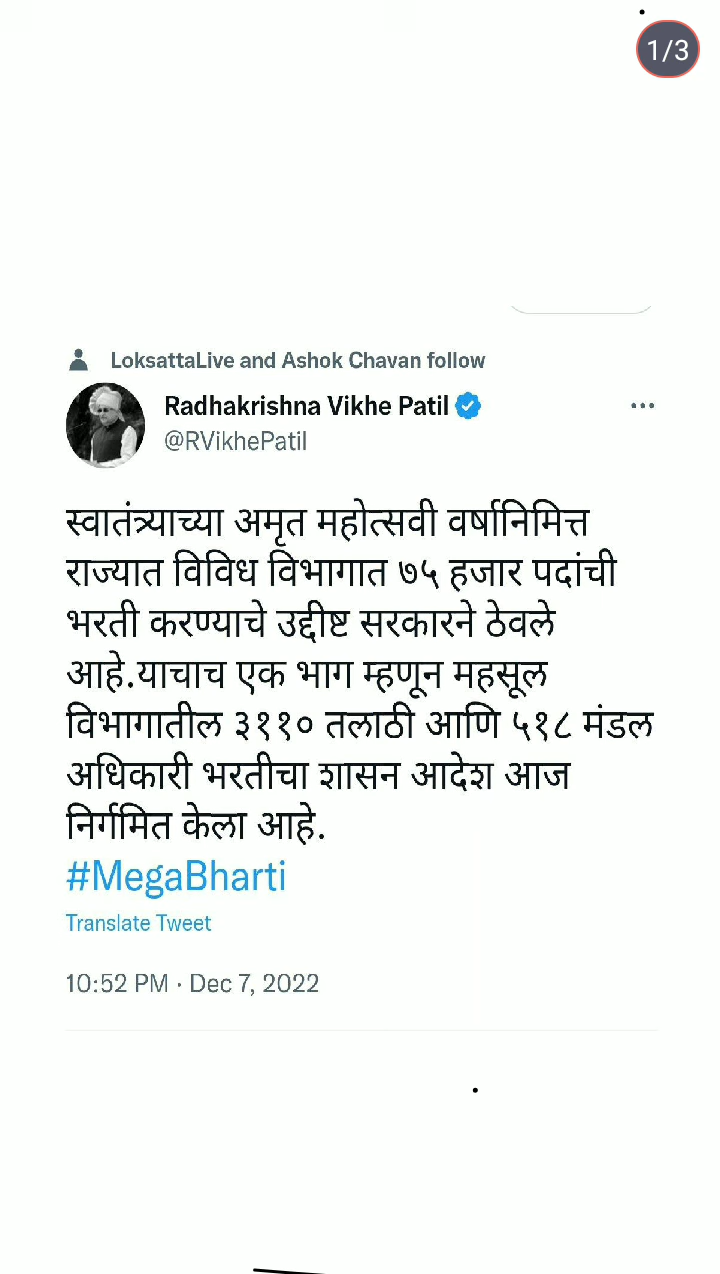 1/3
LoksattaLive and Ashok Chavan follow
Radhakrishna Vikhe Patil
@RVikhePatil
स्वातंत्र्याच्या अमृत महोत्सवी वर्षानिमित्त
राज्यात विविध विभागात ७५ हजार पदांची
भरती करण्याचे उद्दीष्ट सरकारने ठेवले
आहे.याचाच एक भाग म्हणून महसूल
विभागातील ३११० तलाठी आणि ५१८ मंडल
अधिकारी भरतीचा शासन आदेश आज
निर्गमित केला आहे.
#MegaBharti
Translate Tweet
10:52 PM · Dec 7, 2022